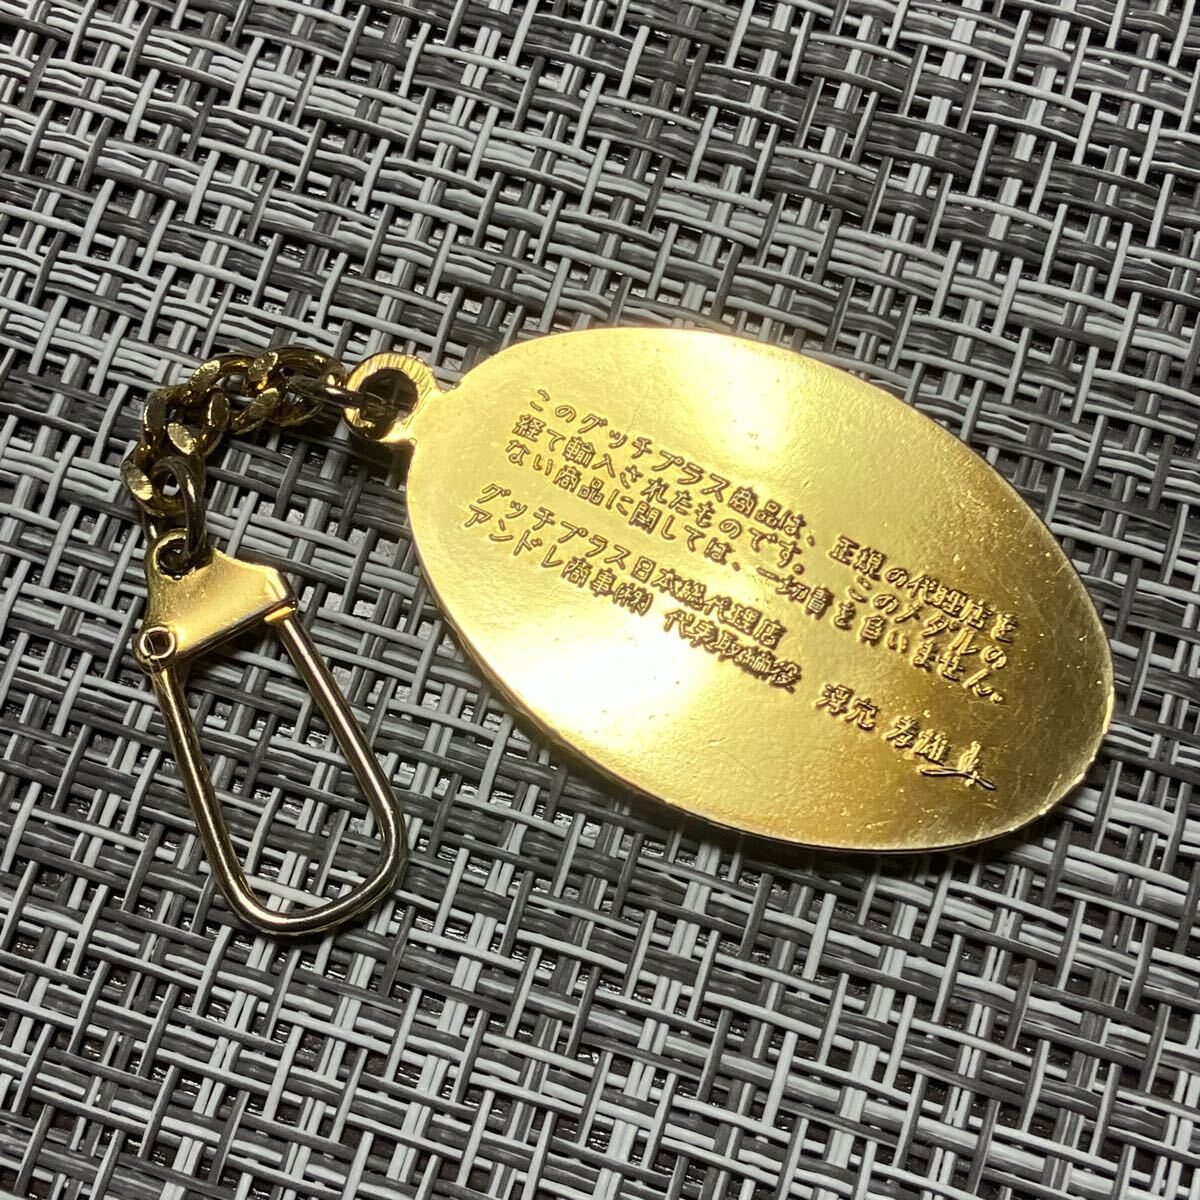 このグッチプラス商品は、正規の代理店を
経て輸入されたものです。このメダルの
ない商品に関しては、一切責を負いません。
グッチプラス日本総代理店
アンドレ商事(株) 代表取締役 浮穴